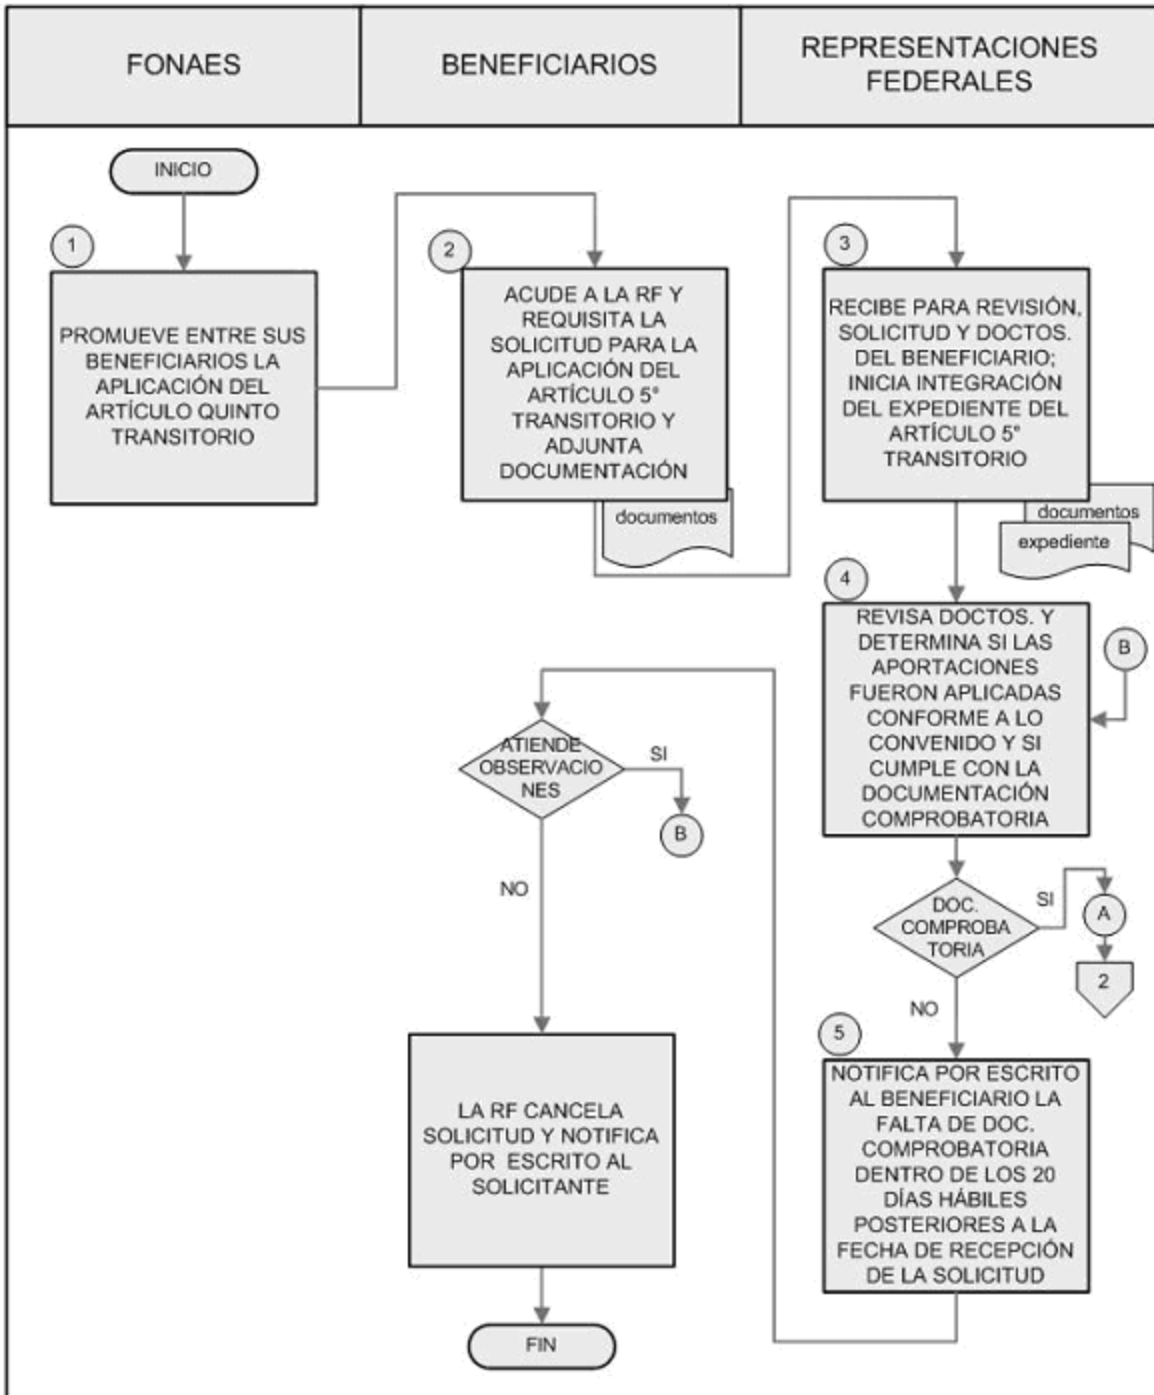 FONAES
BENEFICIARIOS
REPRESENTACIONES
FEDERALES
INICIO
1
PROMUEVE ENTRE SUS
BENEFICIARIOS LA
APLICACIÓN DEL
ARTÍCULO QUINTO
TRANSITORIO
2
ACUDE A LA RF Y
REQUISITA LA
SOLICITUD PARA LA
APLICACIÓN DEL
ARTÍCULO 5°
TRANSITORIO Y
ADJUNTA
DOCUMENTACIÓN
documentos
3
RECIBE PARA REVISIÓN,
SOLICITUD Y DOCTOS.
DEL BENEFICIARIO;
INICIA INTEGRACIÓN
DEL EXPEDIENTE DEL
ARTÍCULO 5°
TRANSITORIO
documentos
expediente
4
REVISA DOCTOS. Y
DETERMINA SI LAS
APORTACIONES
FUERON APLICADAS
CONFORME A LO
CONVENIDO Y SI
CUMPLE CON LA
DOCUMENTACIÓN
COMPROBATORIA
B
DOC.
COMPROBA
TORIA
SI
A
2
NO
5
NOTIFICA POR ESCRITO
AL BENEFICIARIO LA
FALTA DE DOC.
COMPROBATORIA
DENTRO DE LOS 20
DÍAS HÁBILES
POSTERIORES A LA
FECHA DE RECEPCIÓN
DE LA SOLICITUD
ATIENDE
OBSERVACIO
NES
SI
B
NO
LA RF CANCELA
SOLICITUD Y NOTIFICA
POR ESCRITO AL
SOLICITANTE
FIN